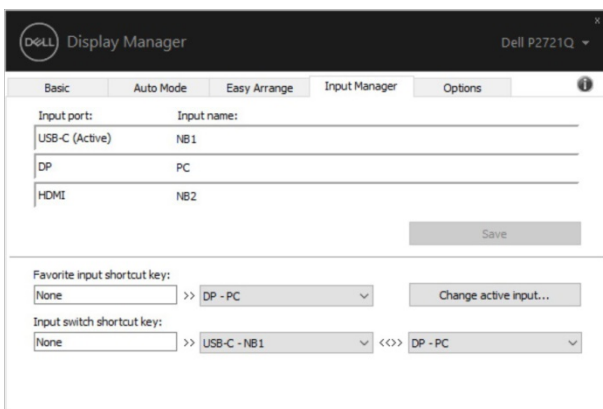 x
DELL Display Manager Dell P2721Q
Basic Auto Mode Easy Arrange Input Manager Options i
Input port: Input name:
USB-C (Active) NB1
DP PC
HDMI NB2
Save
Favorite input shortcut key:
None >> DP - PC Change active input...
Input switch shortcut key:
None >> USB-C - NB1 <<>> DP - PC